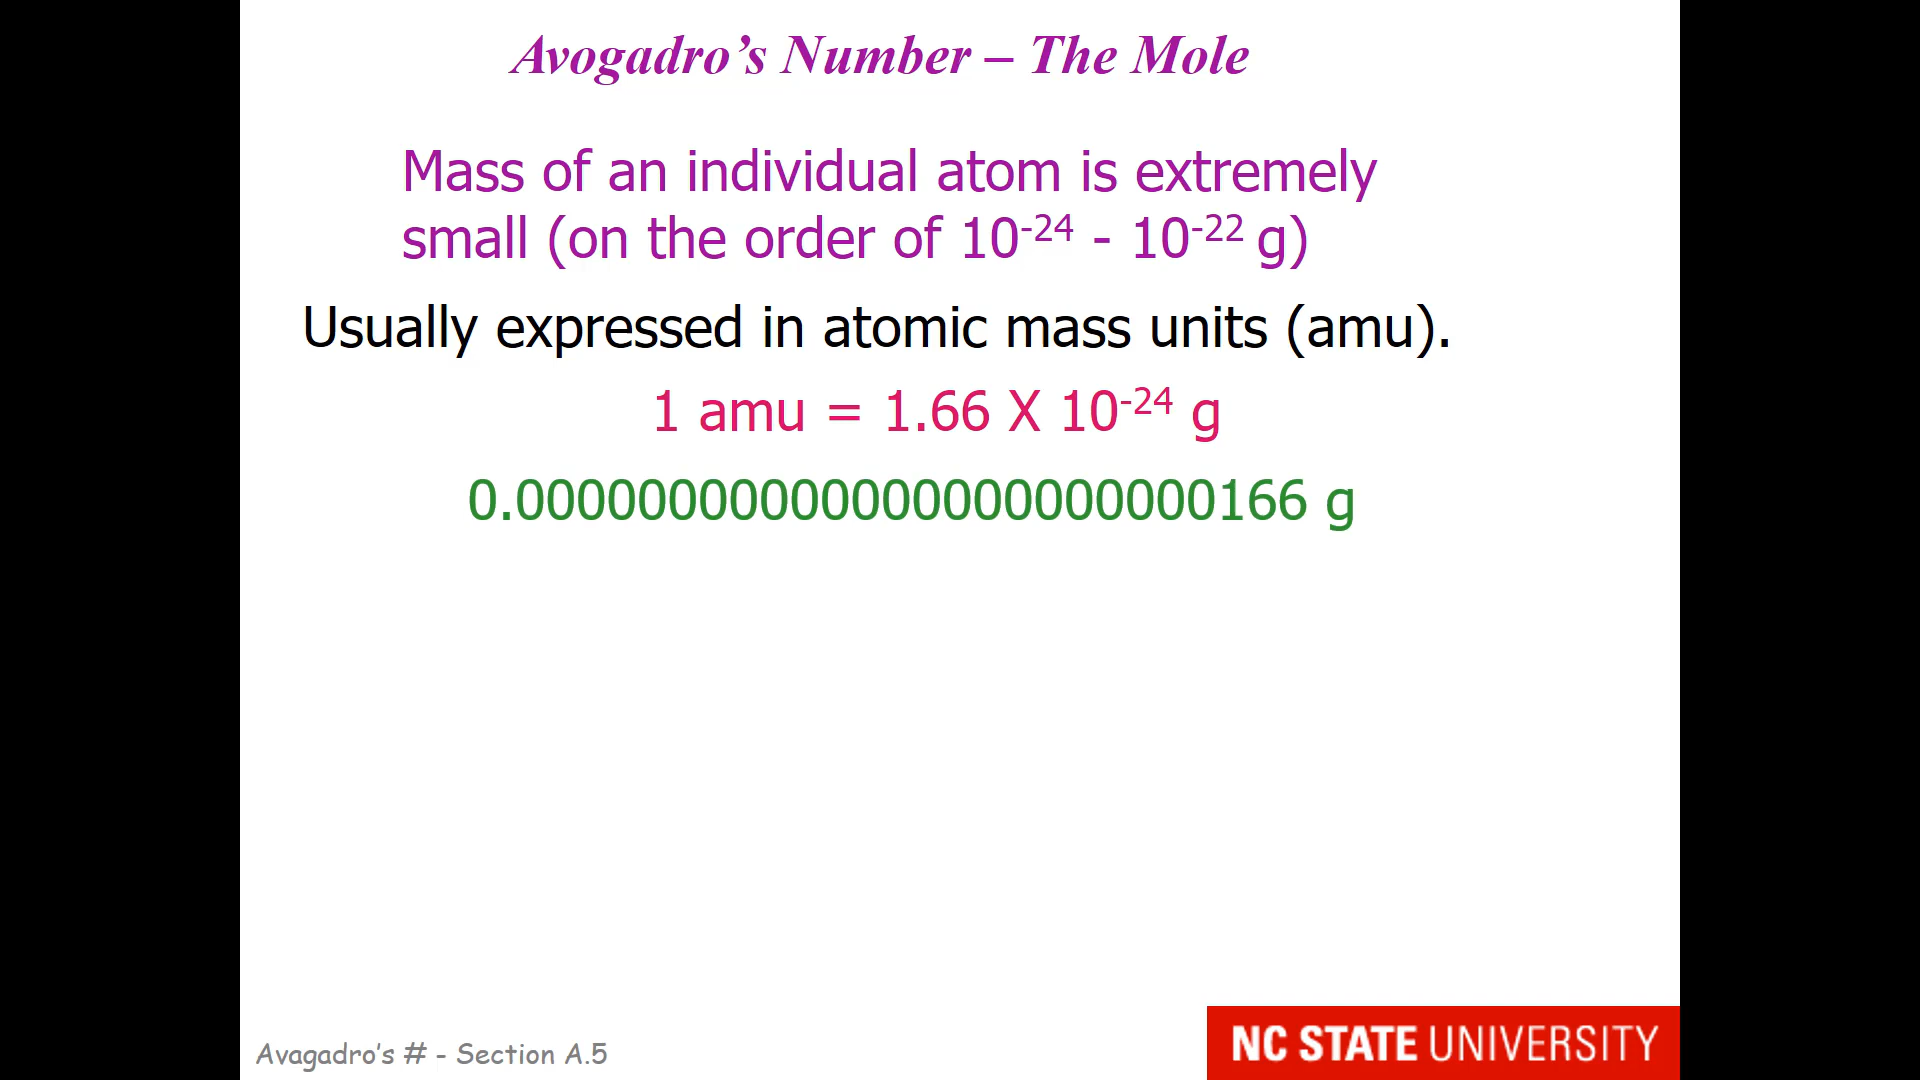 Avogadro’s Number – The Mole
Mass of an individual atom is extremely
small (on the order of 10⁻²⁴ - 10⁻²² g)
Usually expressed in atomic mass units (amu).
1 amu = 1.66 X 10⁻²⁴ g
0.00000000000000000000000166 g
Avagadro’s # - Section A.5
NC STATE UNIVERSITY